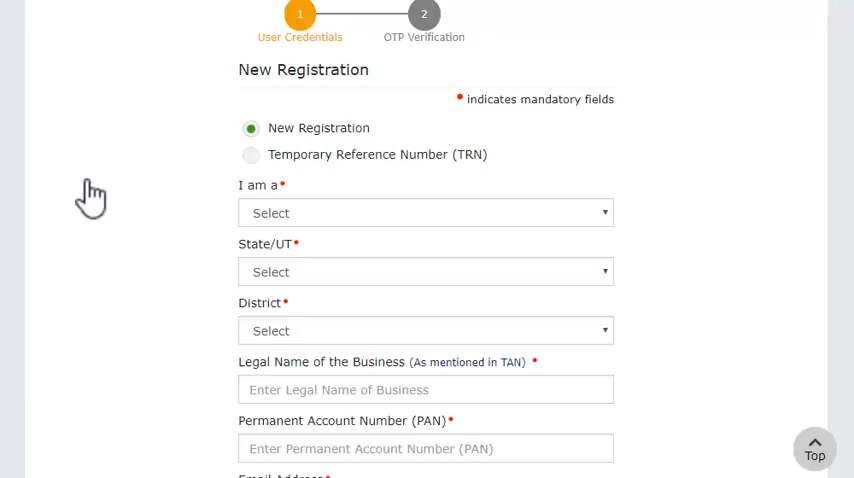 1 2
User Credentials OTP Verification
New Registration
• indicates mandatory fields
New Registration
Temporary Reference Number (TRN)
I am a•
Select
State/UT•
Select
District•
Select
Legal Name of the Business (As mentioned in TAN) •
Enter Legal Name of Business
Permanent Account Number (PAN)•
Enter Permanent Account Number (PAN)
Top
Email Address•